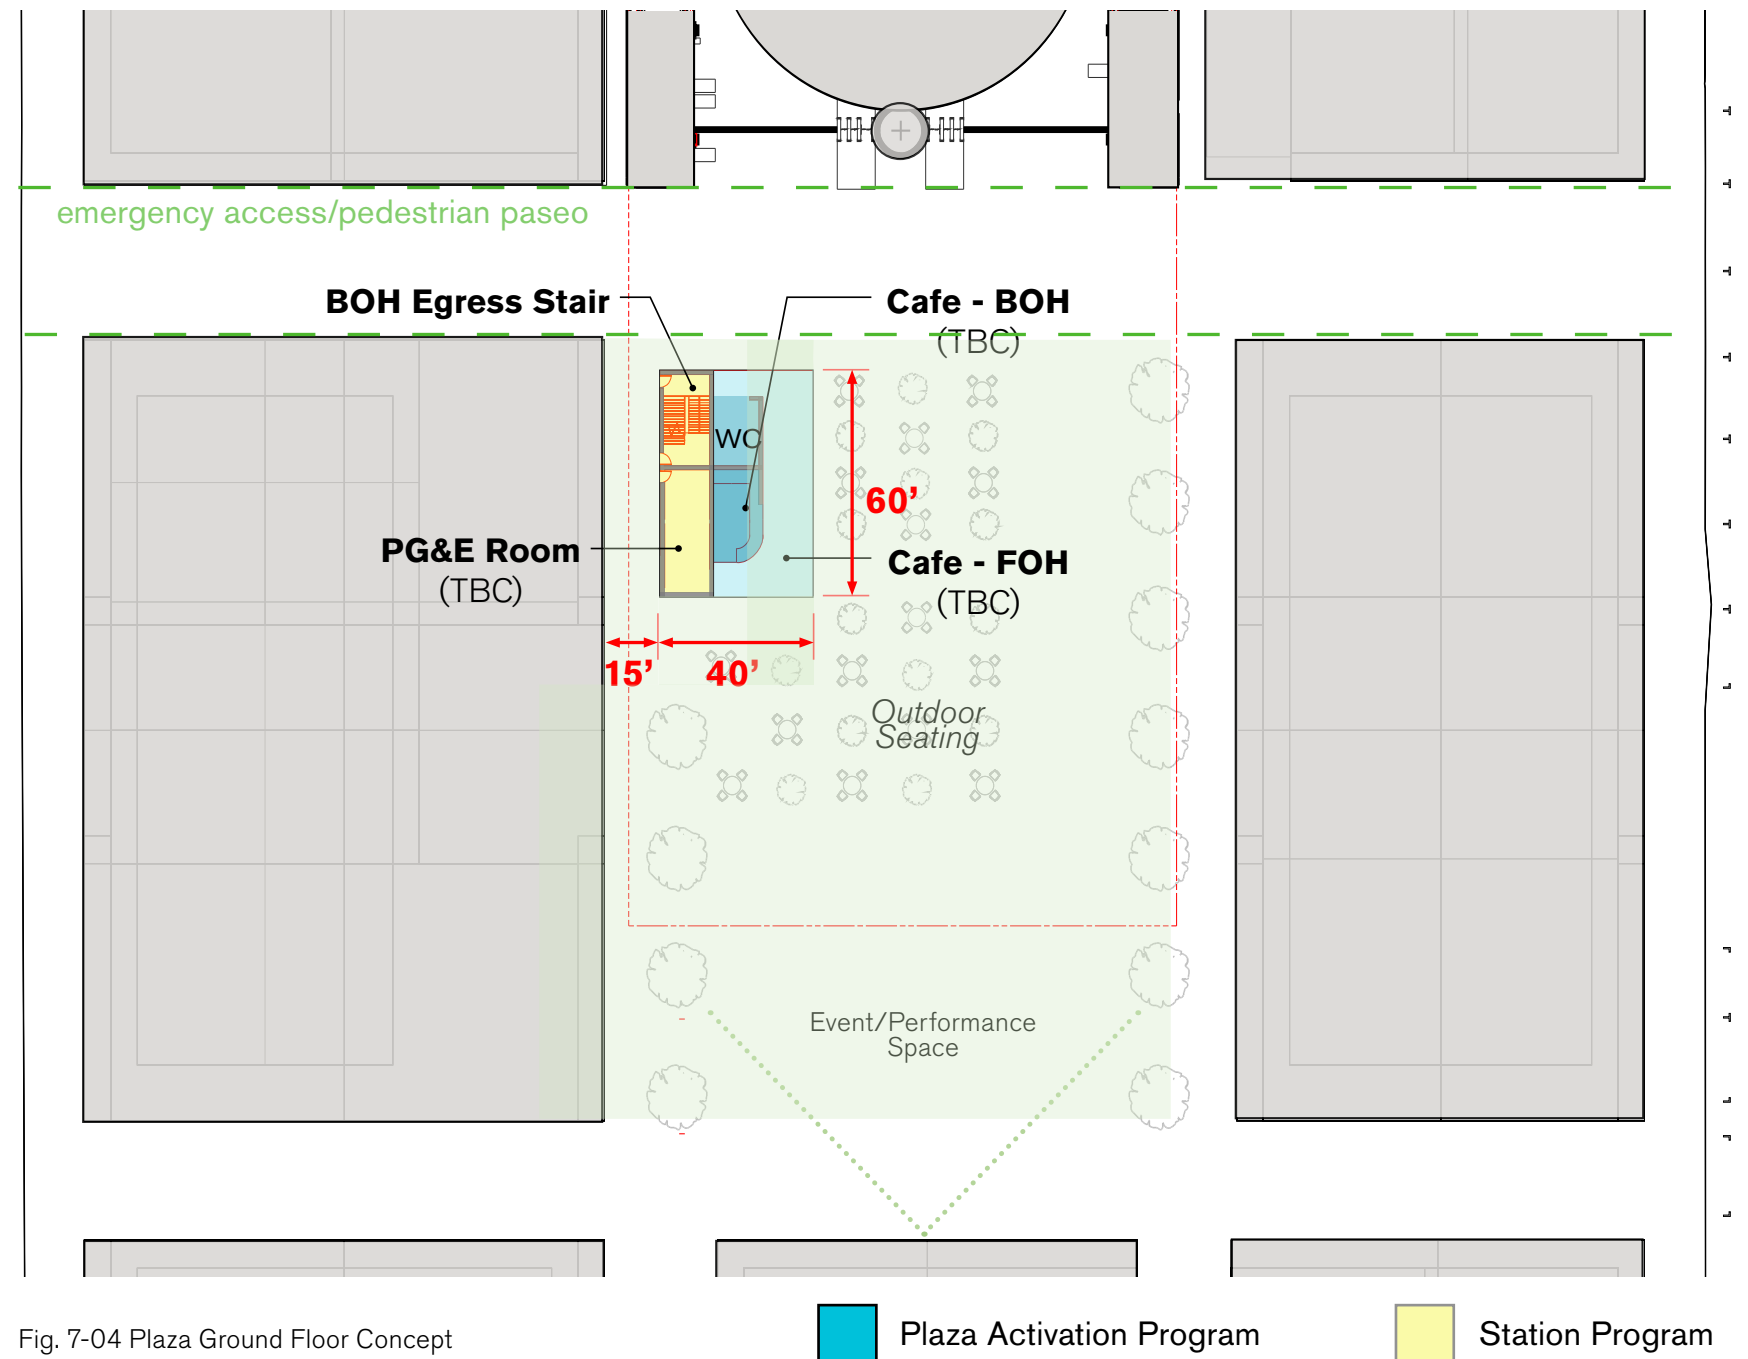 emergency access/pedestrian paseo
BOH Egress Stair
Cafe - BOH
(TBC)
WC
60’
PG&E Room
(TBC)
Cafe - FOH
(TBC)
15’
40’
Outdoor
Seating
Event/Performance
Space
Fig. 7-04 Plaza Ground Floor Concept
Plaza Activation Program
Station Program